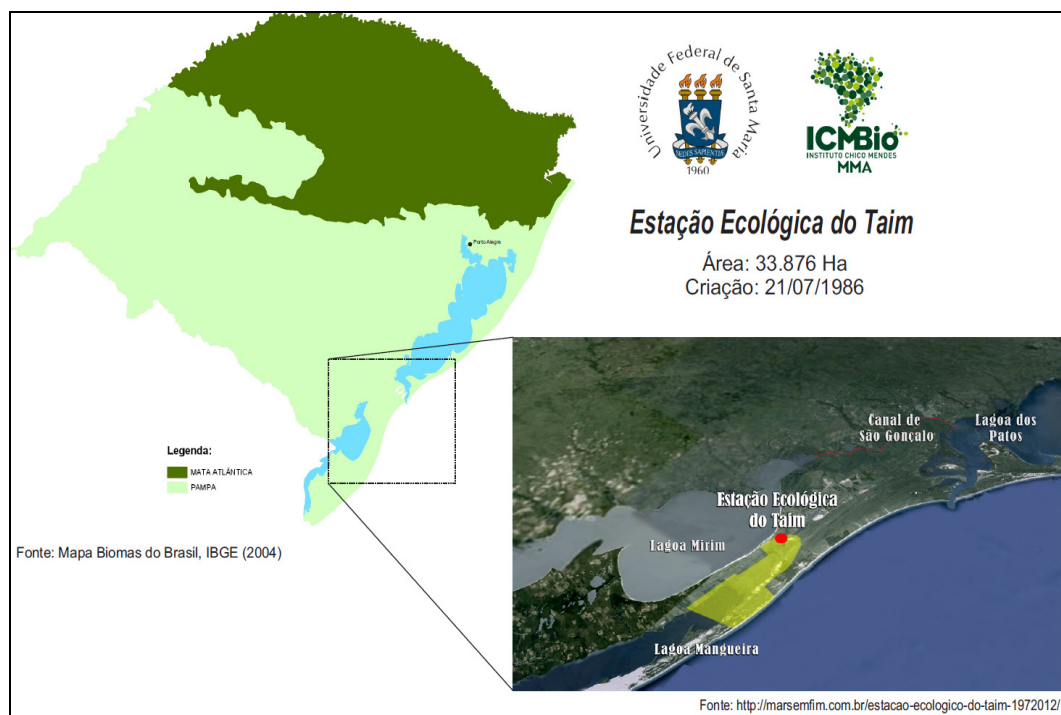 Universidade Federal de Santa Maria
SEDES SAPIENTIÆ
1960
ICMBio
INSTITUTO CHICO MENDES
MMA
Estação Ecológica do Taim
Área: 33.876 Ha
Criação: 21/07/1986
Porto Alegre
Legenda:
MATA ATLÂNTICA
PAMPA
Fonte: Mapa Biomas do Brasil, IBGE (2004)
Canal de
São Gonçalo
Lagoa dos
Patos
Estação Ecológica
do Taim
Lagoa Mirim
Lagoa Mangueira
Fonte: http://marsemfim.com.br/estacao-ecologico-do-taim-1972012/